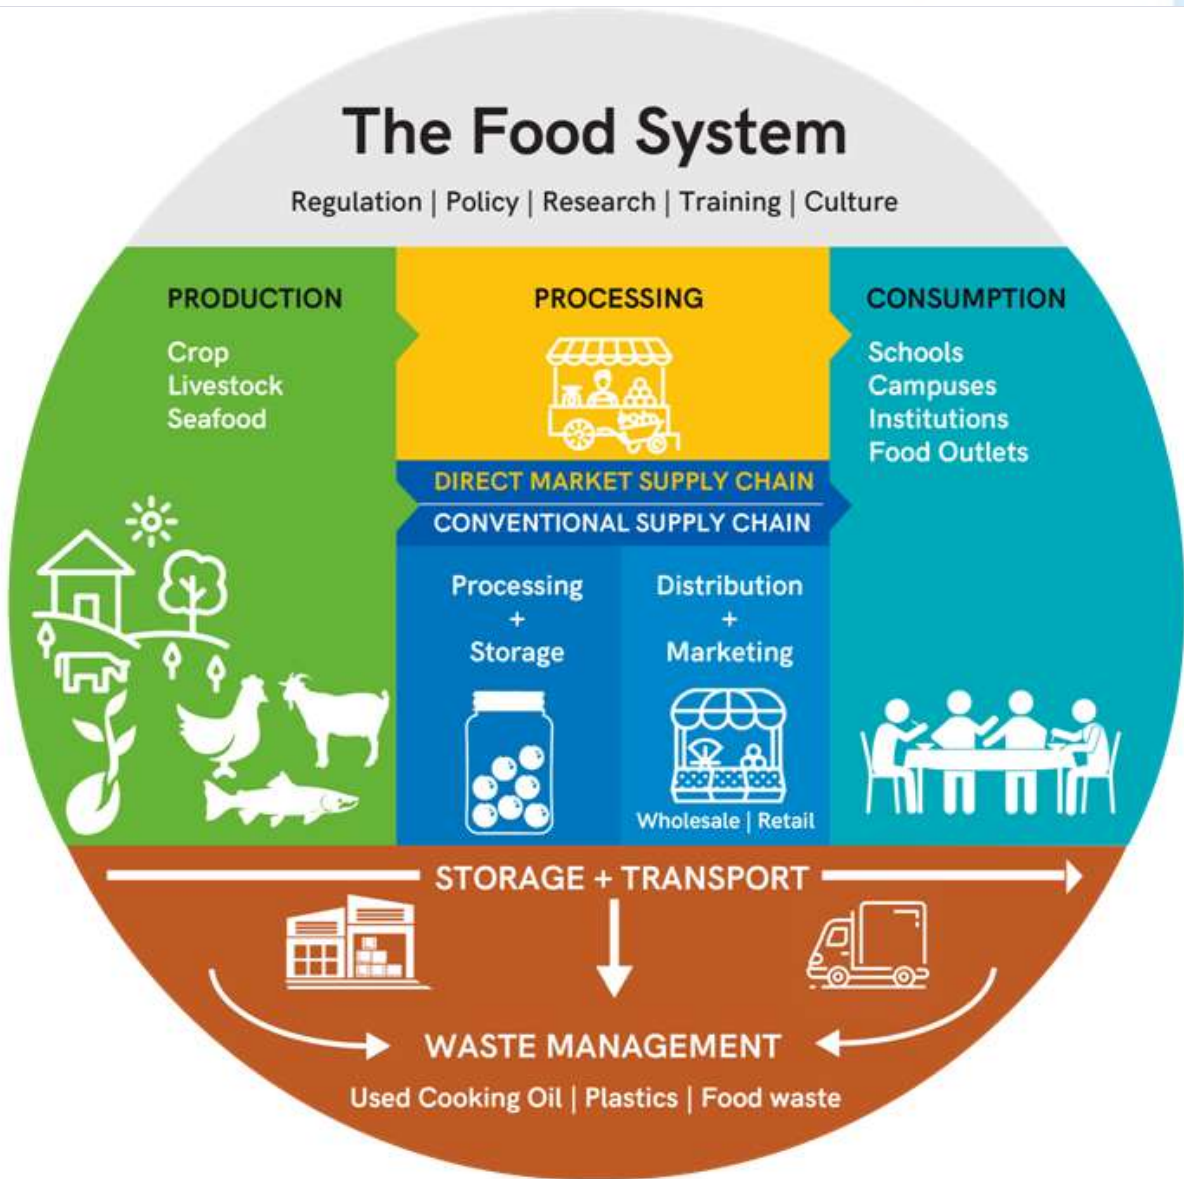 The Food System
Regulation | Policy | Research | Training | Culture
PRODUCTION
Crop
Livestock
Seafood
PROCESSING
DIRECT MARKET SUPPLY CHAIN
CONVENTIONAL SUPPLY CHAIN
Processing
+
Storage
Distribution
+
Marketing
Wholesale | Retail
CONSUMPTION
Schools
Campuses
Institutions
Food Outlets
STORAGE + TRANSPORT
WASTE MANAGEMENT
Used Cooking Oil | Plastics | Food waste